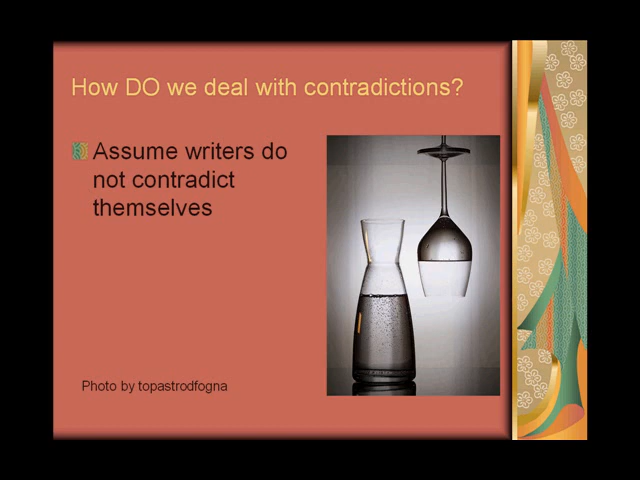 How DO we deal with contradictions?
Assume writers do
not contradict
themselves
Photo by topastrodfogna